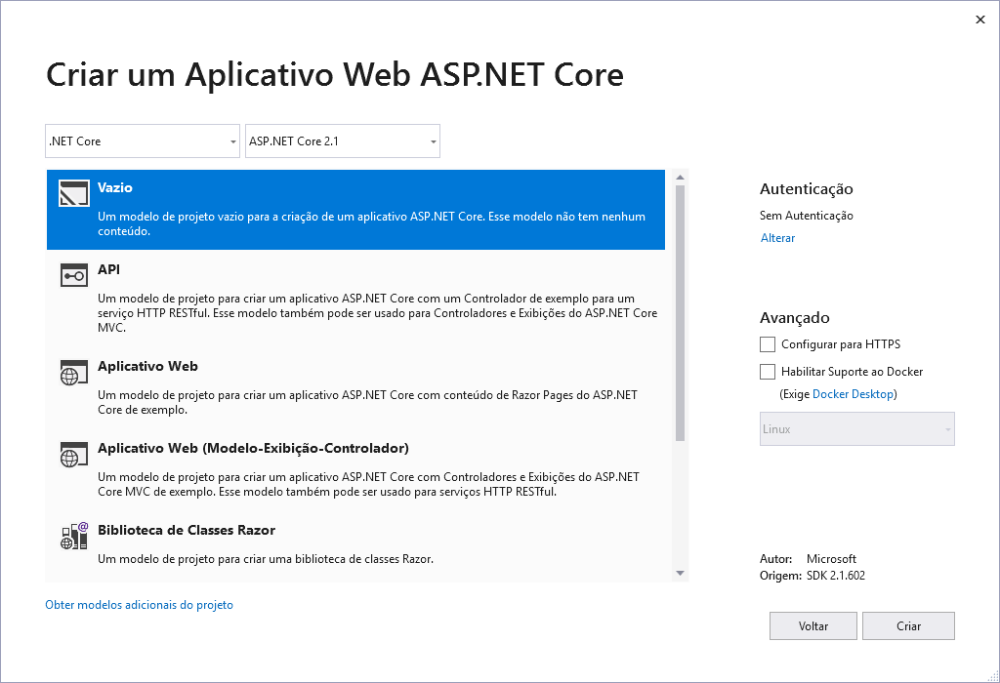 Criar um Aplicativo Web ASP.NET Core
.NET Core
ASP.NET Core 2.1
Vazio
Um modelo de projeto vazio para a criação de um aplicativo ASP.NET Core. Esse modelo não tem nenhum
conteúdo.
API
Um modelo de projeto para criar um aplicativo ASP.NET Core com um Controlador de exemplo para um
serviço HTTP RESTful. Esse modelo também pode ser usado para Controladores e Exibições do ASP.NET Core
MVC.
Aplicativo Web
Um modelo de projeto para criar um aplicativo ASP.NET Core com conteúdo de Razor Pages do ASP.NET
Core de exemplo.
Aplicativo Web (Modelo-Exibição-Controlador)
Um modelo de projeto para criar um aplicativo ASP.NET Core com Controladores e Exibições do ASP.NET
Core MVC de exemplo. Esse modelo também pode ser usado para serviços HTTP RESTful.
Biblioteca de Classes Razor
Um modelo de projeto para criar uma biblioteca de classes Razor.
Obter modelos adicionais do projeto
Autenticação
Sem Autenticação
Alterar
Avançado
Configurar para HTTPS
Habilitar Suporte ao Docker
(Exige Docker Desktop)
Linux
Autor: Microsoft
Origem: SDK 2.1.602
Voltar
Criar